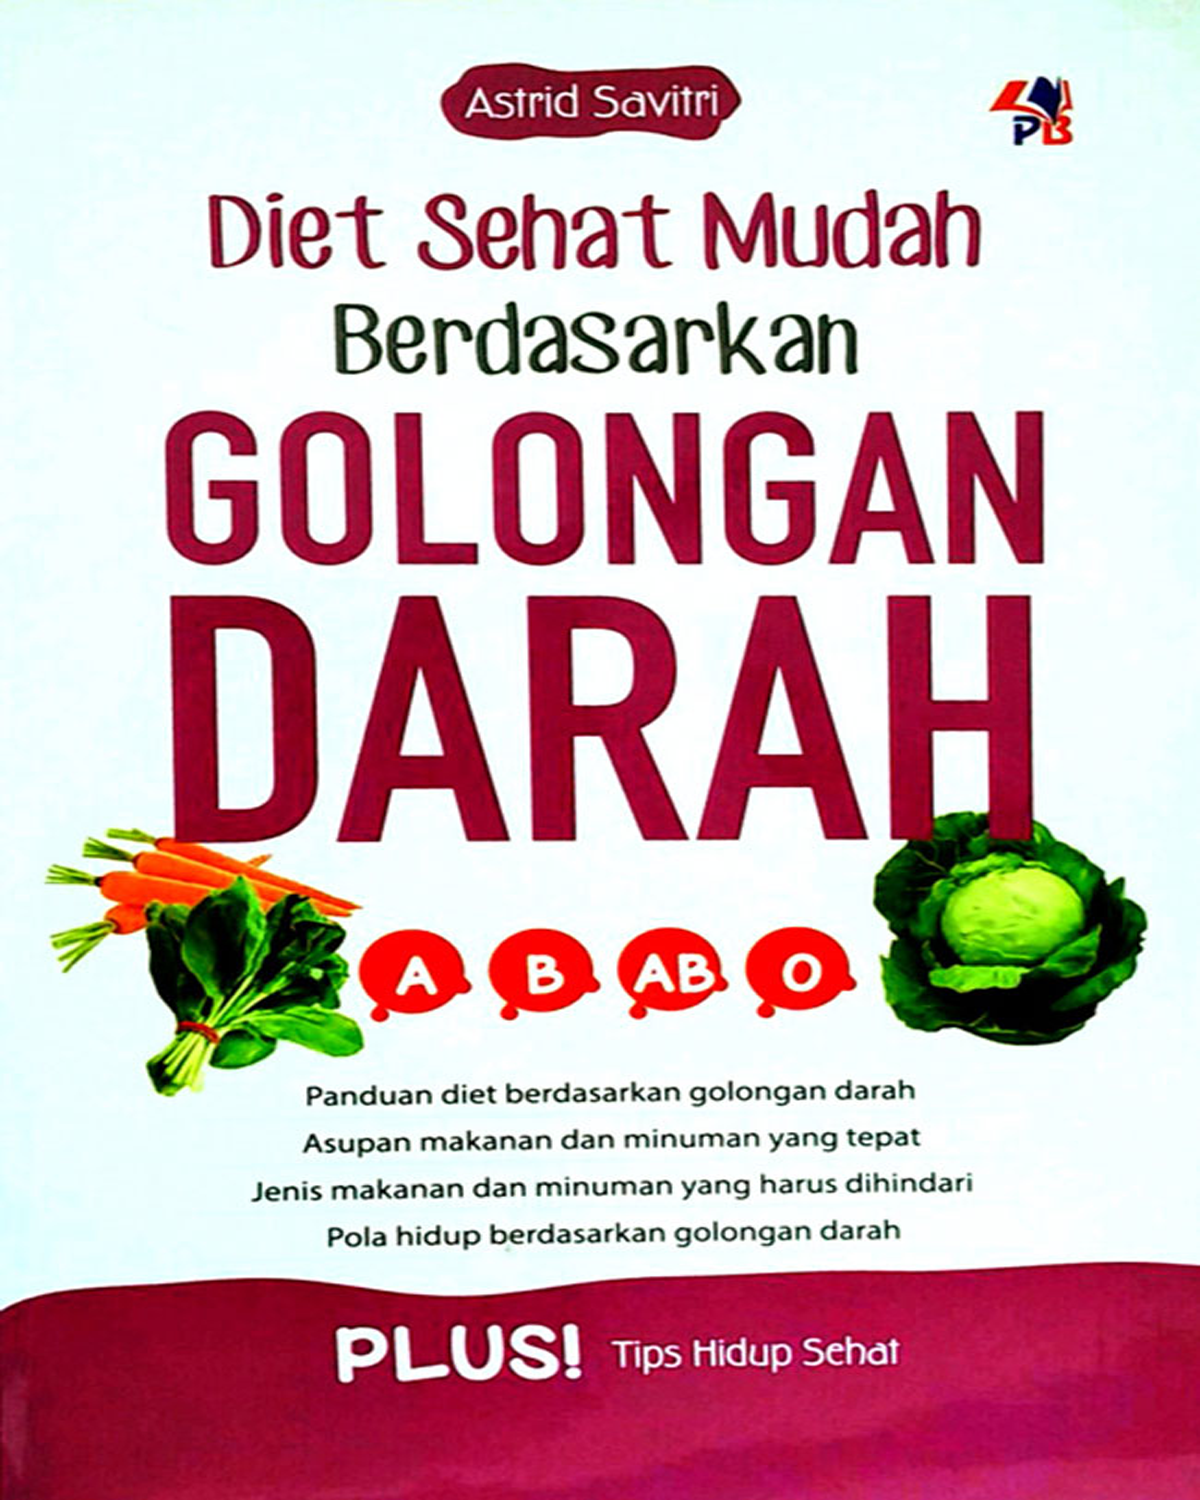 Astrid Savitri
PB
Diet Sehat Mudah
Berdasarkan
GOLONGAN
DARAH
A B AB O
Panduan diet berdasarkan golongan darah
Asupan makanan dan minuman yang tepat
Jenis makanan dan minuman yang harus dihindari
Pola hidup berdasarkan golongan darah
PLUS! Tips Hidup Sehat